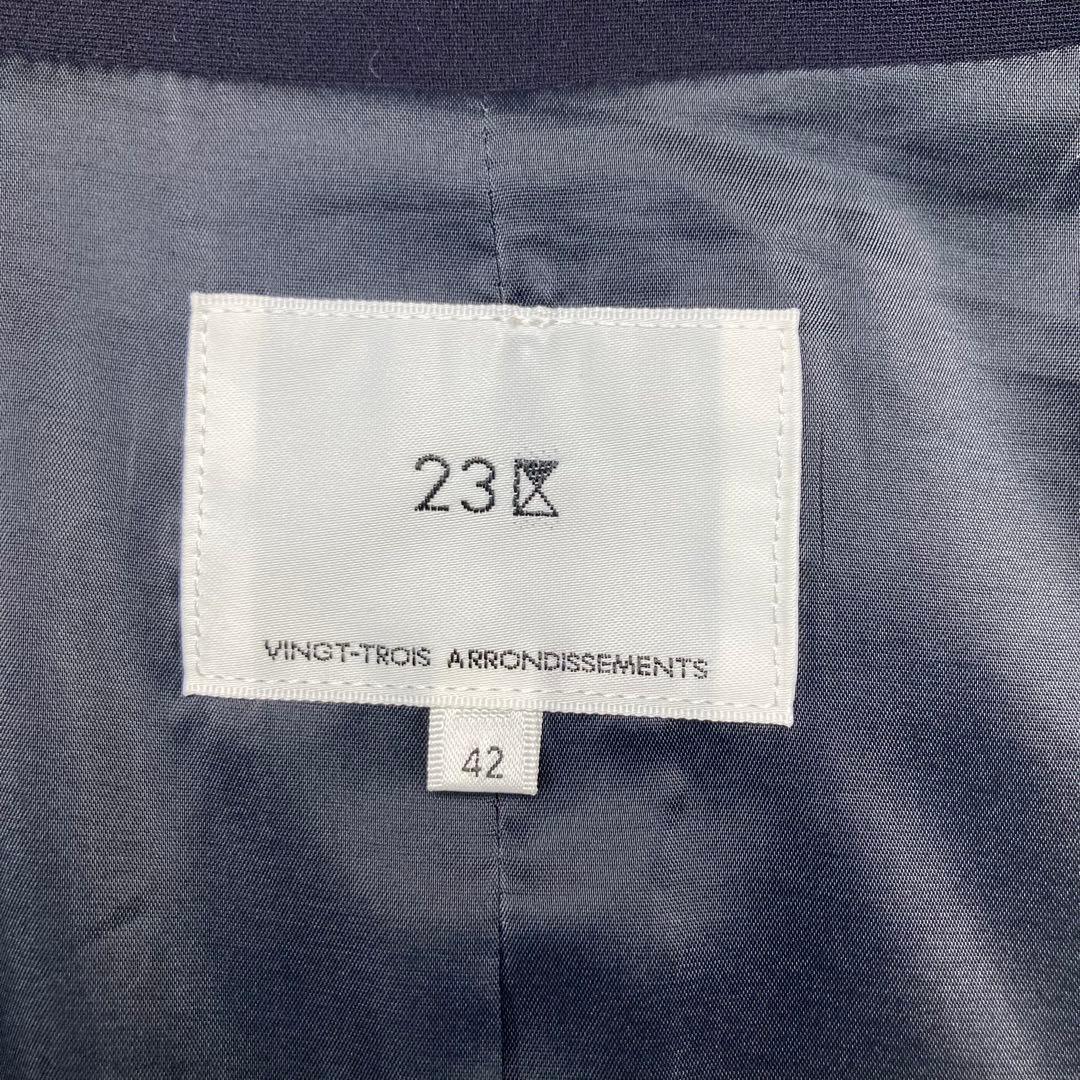 23区
VINGT-TROIS ARRONDISSEMENTS
42